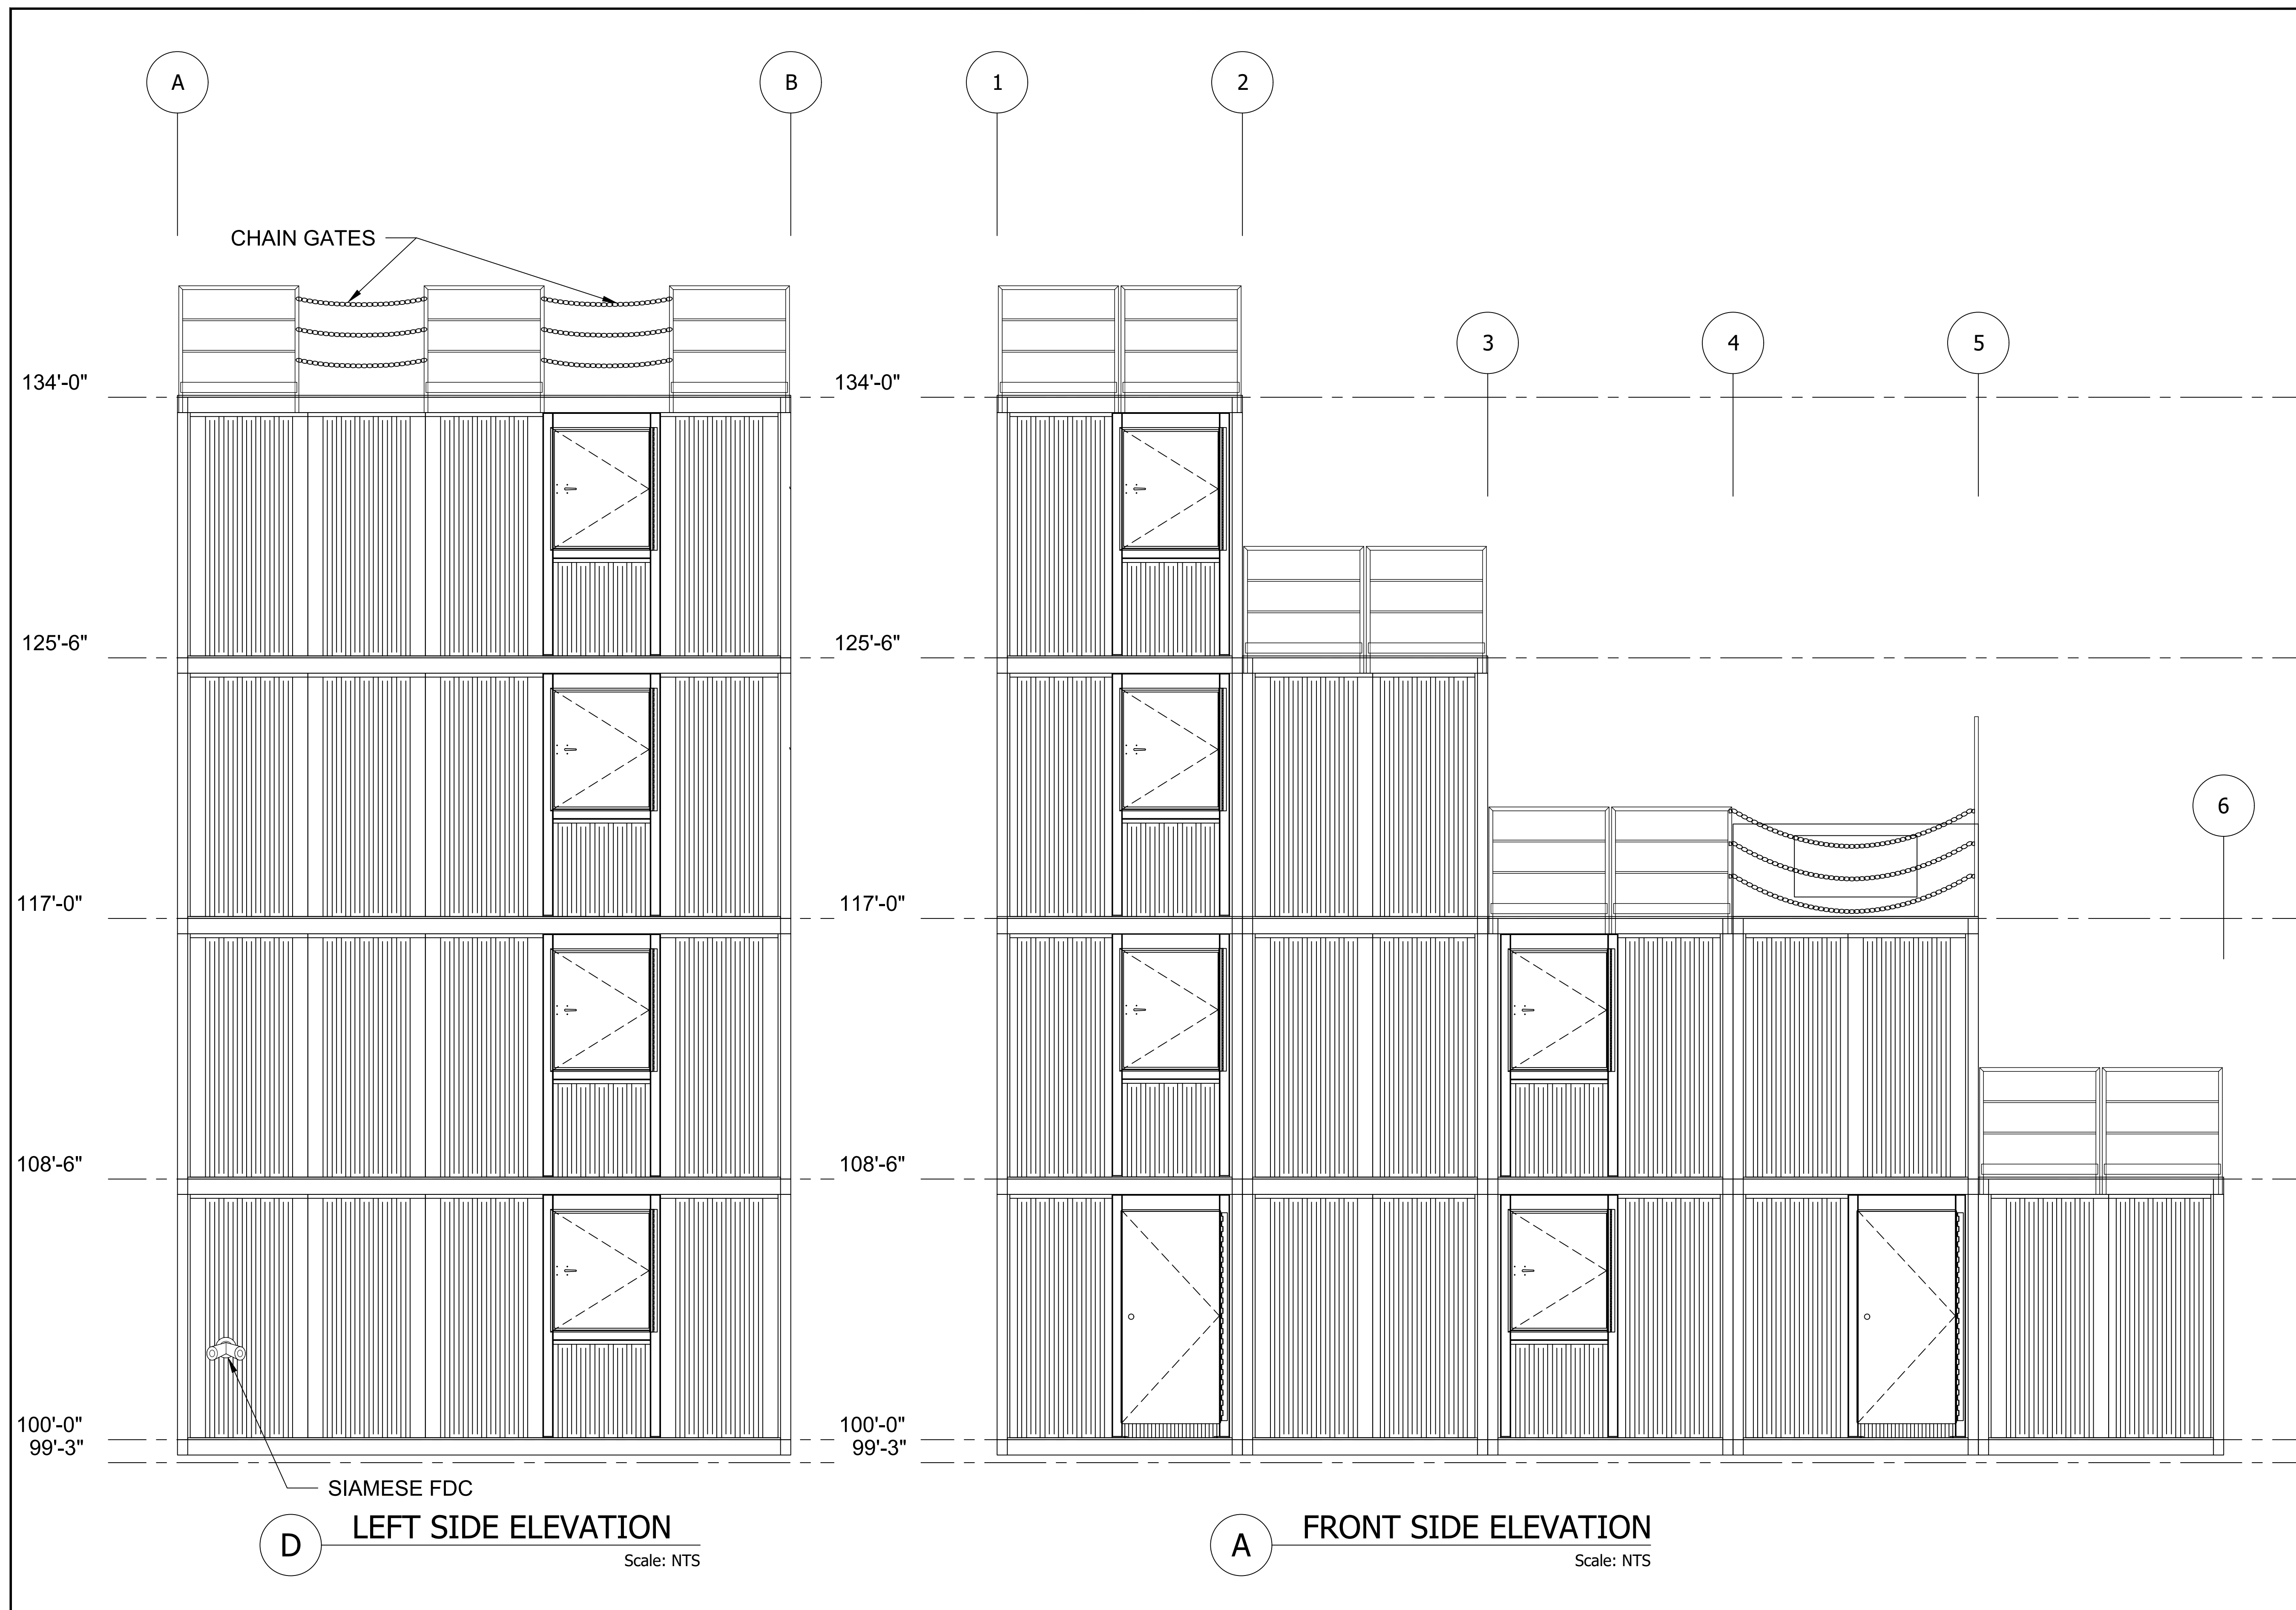 A
B
1
2
CHAIN GATES
3
4
5
134'-0"
134'-0"
125'-6"
125'-6"
6
117'-0"
117'-0"
108'-6"
108'-6"
100'-0"
99'-3"
100'-0"
99'-3"
SIAMESE FDC
D
LEFT SIDE ELEVATION
Scale: NTS
A
FRONT SIDE ELEVATION
Scale: NTS